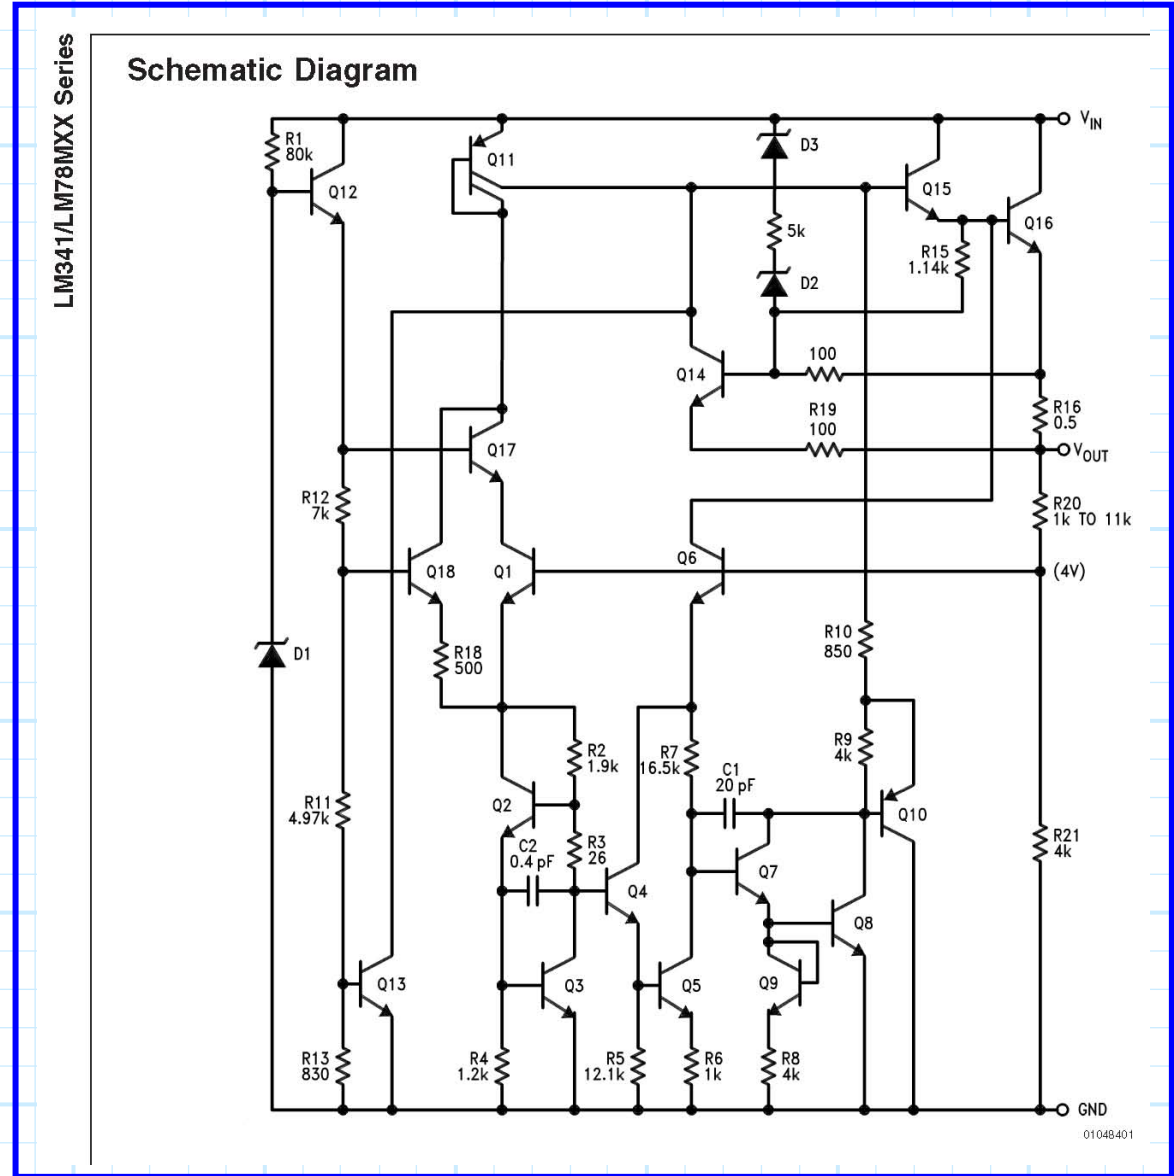 LM341/LM78MXX Series
Schematic Diagram
R1
80k
Q12
Q11
D3
VIN
Q15
Q16
5k
R15
1.14k
D2
Q14
100
R19
100
R16
0.5
VOUT
Q17
R12
7k
R20
1k TO 11k
Q18
Q1
Q6
(4V)
D1
R18
500
R10
850
R2
1.9k
R7
16.5k
R9
4k
C1
20 pF
R11
4.97k
Q2
Q10
R3
26
C2
0.4 pF
R21
4k
Q4
Q7
Q8
Q13
Q3
Q5
Q9
R13
830
R4
1.2k
R5
12.1k
R6
1k
R8
4k
GND
01048401